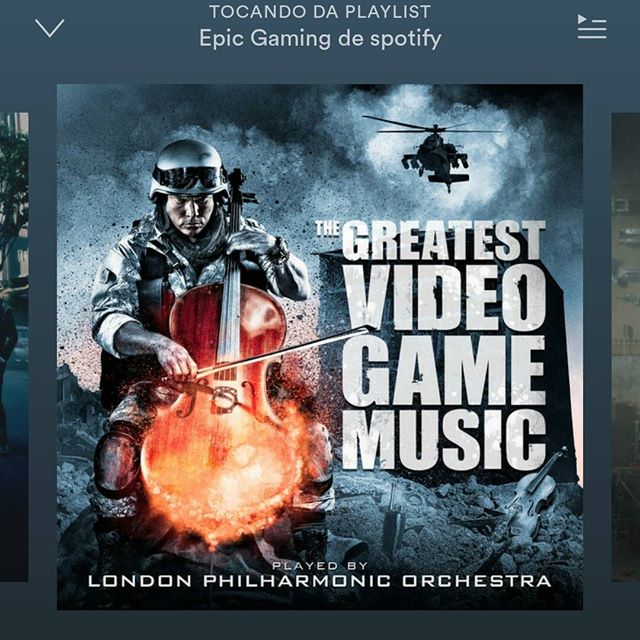 TOCANDO DA PLAYLIST
Epic Gaming de spotify
THE GREATEST
VIDEO
GAME
MUSIC
PLAYED BY
LONDON PHILHARMONIC ORCHESTRA